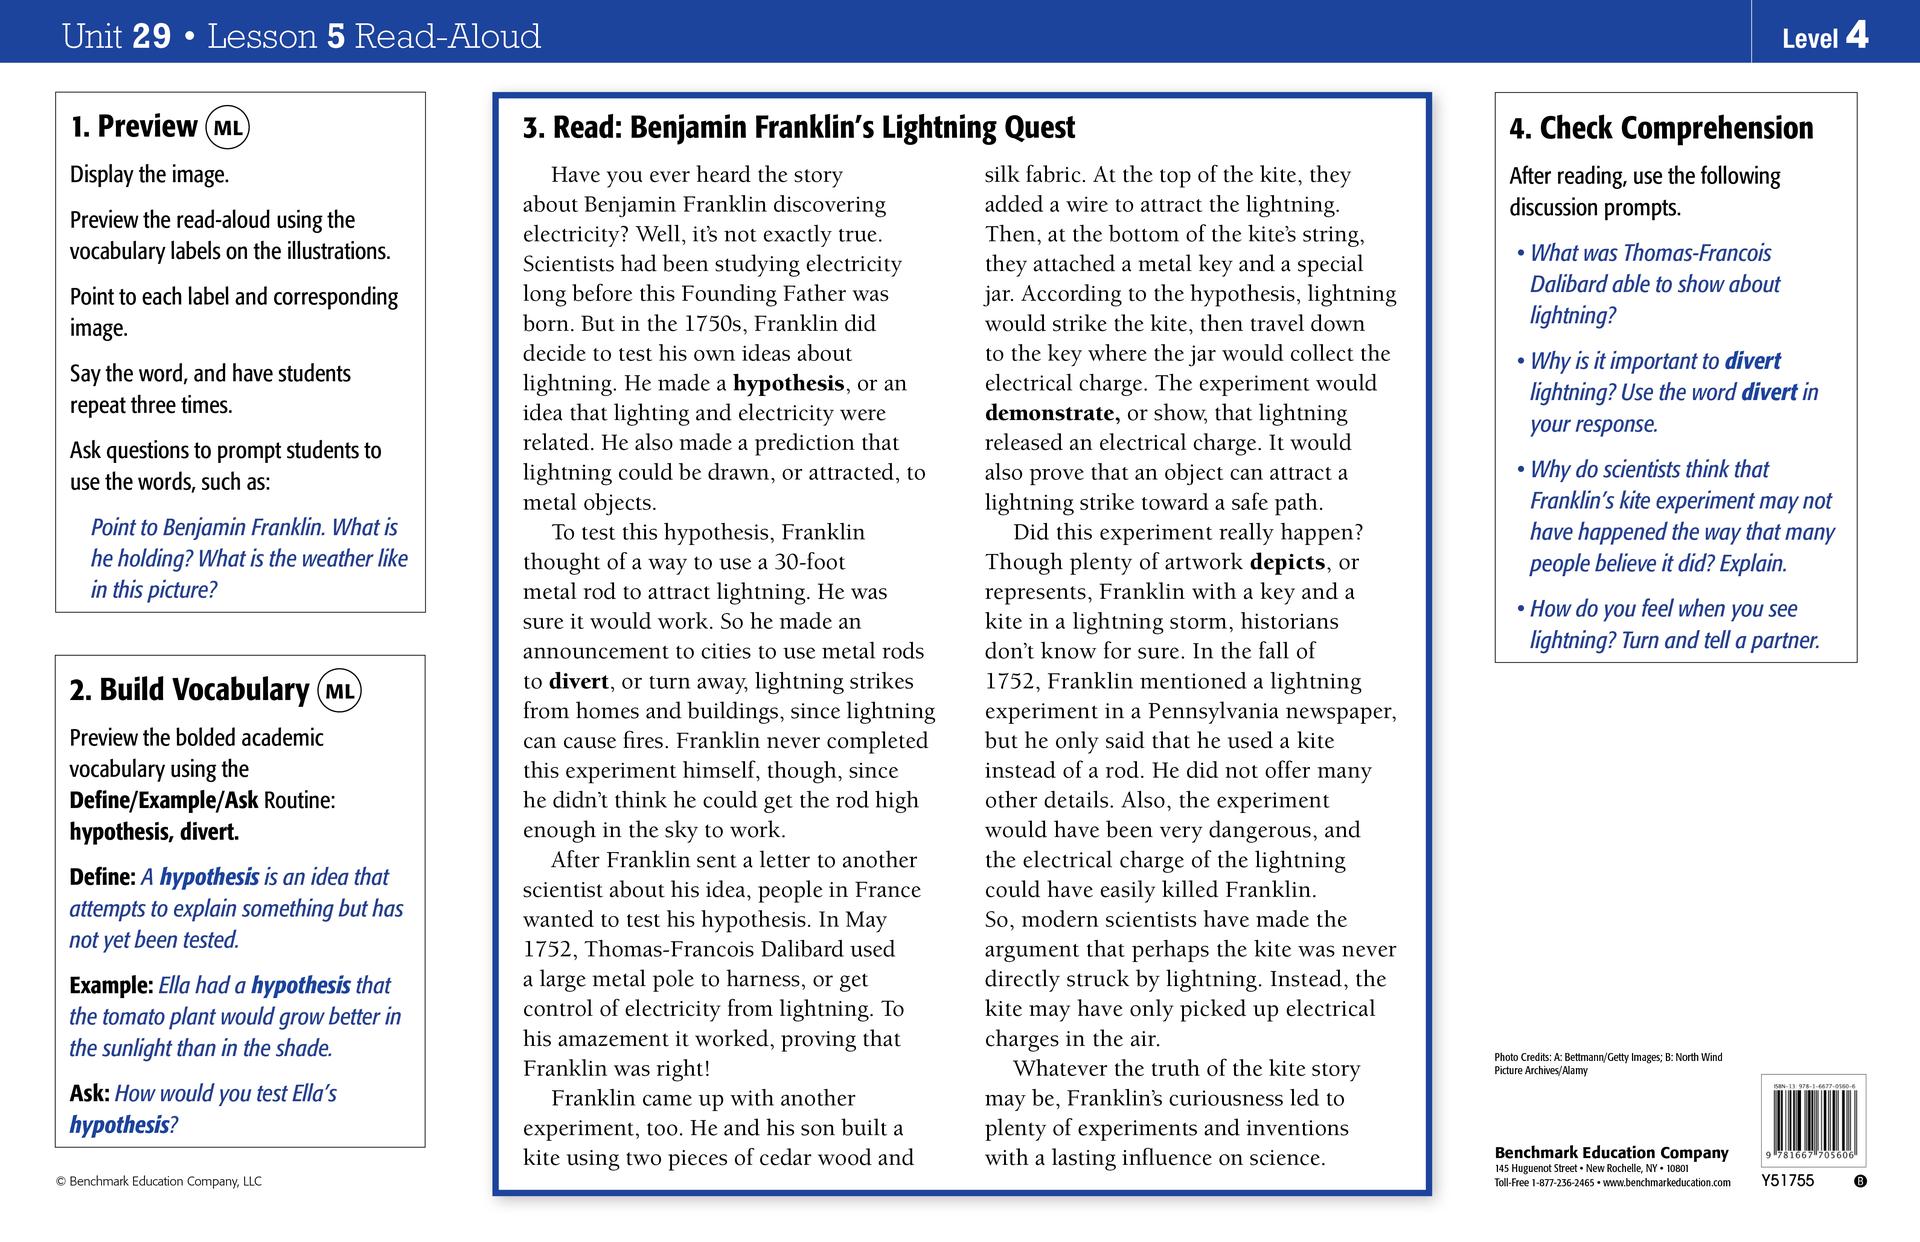 Unit 29 • Lesson 5 Read-Aloud
Level 4
1. Preview ML
Display the image.
Preview the read-aloud using the
vocabulary labels on the illustrations.
Point to each label and corresponding
image.
Say the word, and have students
repeat three times.
Ask questions to prompt students to
use the words, such as:
Point to Benjamin Franklin. What is
he holding? What is the weather like
in this picture?
2. Build Vocabulary ML
Preview the bolded academic
vocabulary using the
Define/Example/Ask Routine:
hypothesis, divert.
Define: A hypothesis is an idea that
attempts to explain something but has
not yet been tested.
Example: Ella had a hypothesis that
the tomato plant would grow better in
the sunlight than in the shade.
Ask: How would you test Ella's
hypothesis?
© Benchmark Education Company, LLC
3. Read: Benjamin Franklin's Lightning Quest
Have you ever heard the story
about Benjamin Franklin discovering
electricity? Well, it's not exactly true.
Scientists had been studying electricity
long before this Founding Father was
born. But in the 1750s, Franklin did
decide to test his own ideas about
lightning. He made a hypothesis, or an
idea that lighting and electricity were
related. He also made a prediction that
lightning could be drawn, or attracted, to
metal objects.
To test this hypothesis, Franklin
thought of a way to use a 30-foot
metal rod to attract lightning. He was
sure it would work. So he made an
announcement to cities to use metal rods
to divert, or turn away, lightning strikes
from homes and buildings, since lightning
can cause fires. Franklin never completed
this experiment himself, though, since
he didn't think he could get the rod high
enough in the sky to work.
After Franklin sent a letter to another
scientist about his idea, people in France
wanted to test his hypothesis. In May
1752, Thomas-Francois Dalibard used
a large metal pole to harness, or get
control of electricity from lightning. To
his amazement it worked, proving that
Franklin was right!
Franklin came up with another
experiment, too. He and his son built a
kite using two pieces of cedar wood and
silk fabric. At the top of the kite, they
added a wire to attract the lightning.
Then, at the bottom of the kite's string,
they attached a metal key and a special
jar. According to the hypothesis, lightning
would strike the kite, then travel down
to the key where the jar would collect the
electrical charge. The experiment would
demonstrate, or show, that lightning
released an electrical charge. It would
also prove that an object can attract a
lightning strike toward a safe path.
Did this experiment really happen?
Though plenty of artwork depicts, or
represents, Franklin with a key and a
kite in a lightning storm, historians
don't know for sure. In the fall of
1752, Franklin mentioned a lightning
experiment in a Pennsylvania newspaper,
but he only said that he used a kite
instead of a rod. He did not offer many
other details. Also, the experiment
would have been very dangerous, and
the electrical charge of the lightning
could have easily killed Franklin.
So, modern scientists have made the
argument that perhaps the kite was never
directly struck by lightning. Instead, the
kite may have only picked up electrical
charges in the air.
Whatever the truth of the kite story
may be, Franklin's curiousness led to
plenty of experiments and inventions
with a lasting influence on science.
4. Check Comprehension
After reading, use the following
discussion prompts.
• What was Thomas-Francois
Dalibard able to show about
lightning?
• Why is it important to divert
lightning? Use the word divert in
your response.
• Why do scientists think that
Franklin's kite experiment may not
have happened the way that many
people believe it did? Explain.
• How do you feel when you see
lightning? Turn and tell a partner.
Photo Credits: A: Bettmann/Getty Images; B: North Wind
Picture Archives/Alamy
Benchmark Education Company
145 Huguenot Street • New Rochelle, NY • 10801
Toll-Free 1-877-236-2465 • www.benchmarkeducation.com
ISBN-13 978-1-6677-0560-6
9 781667 705606
Y51755
B